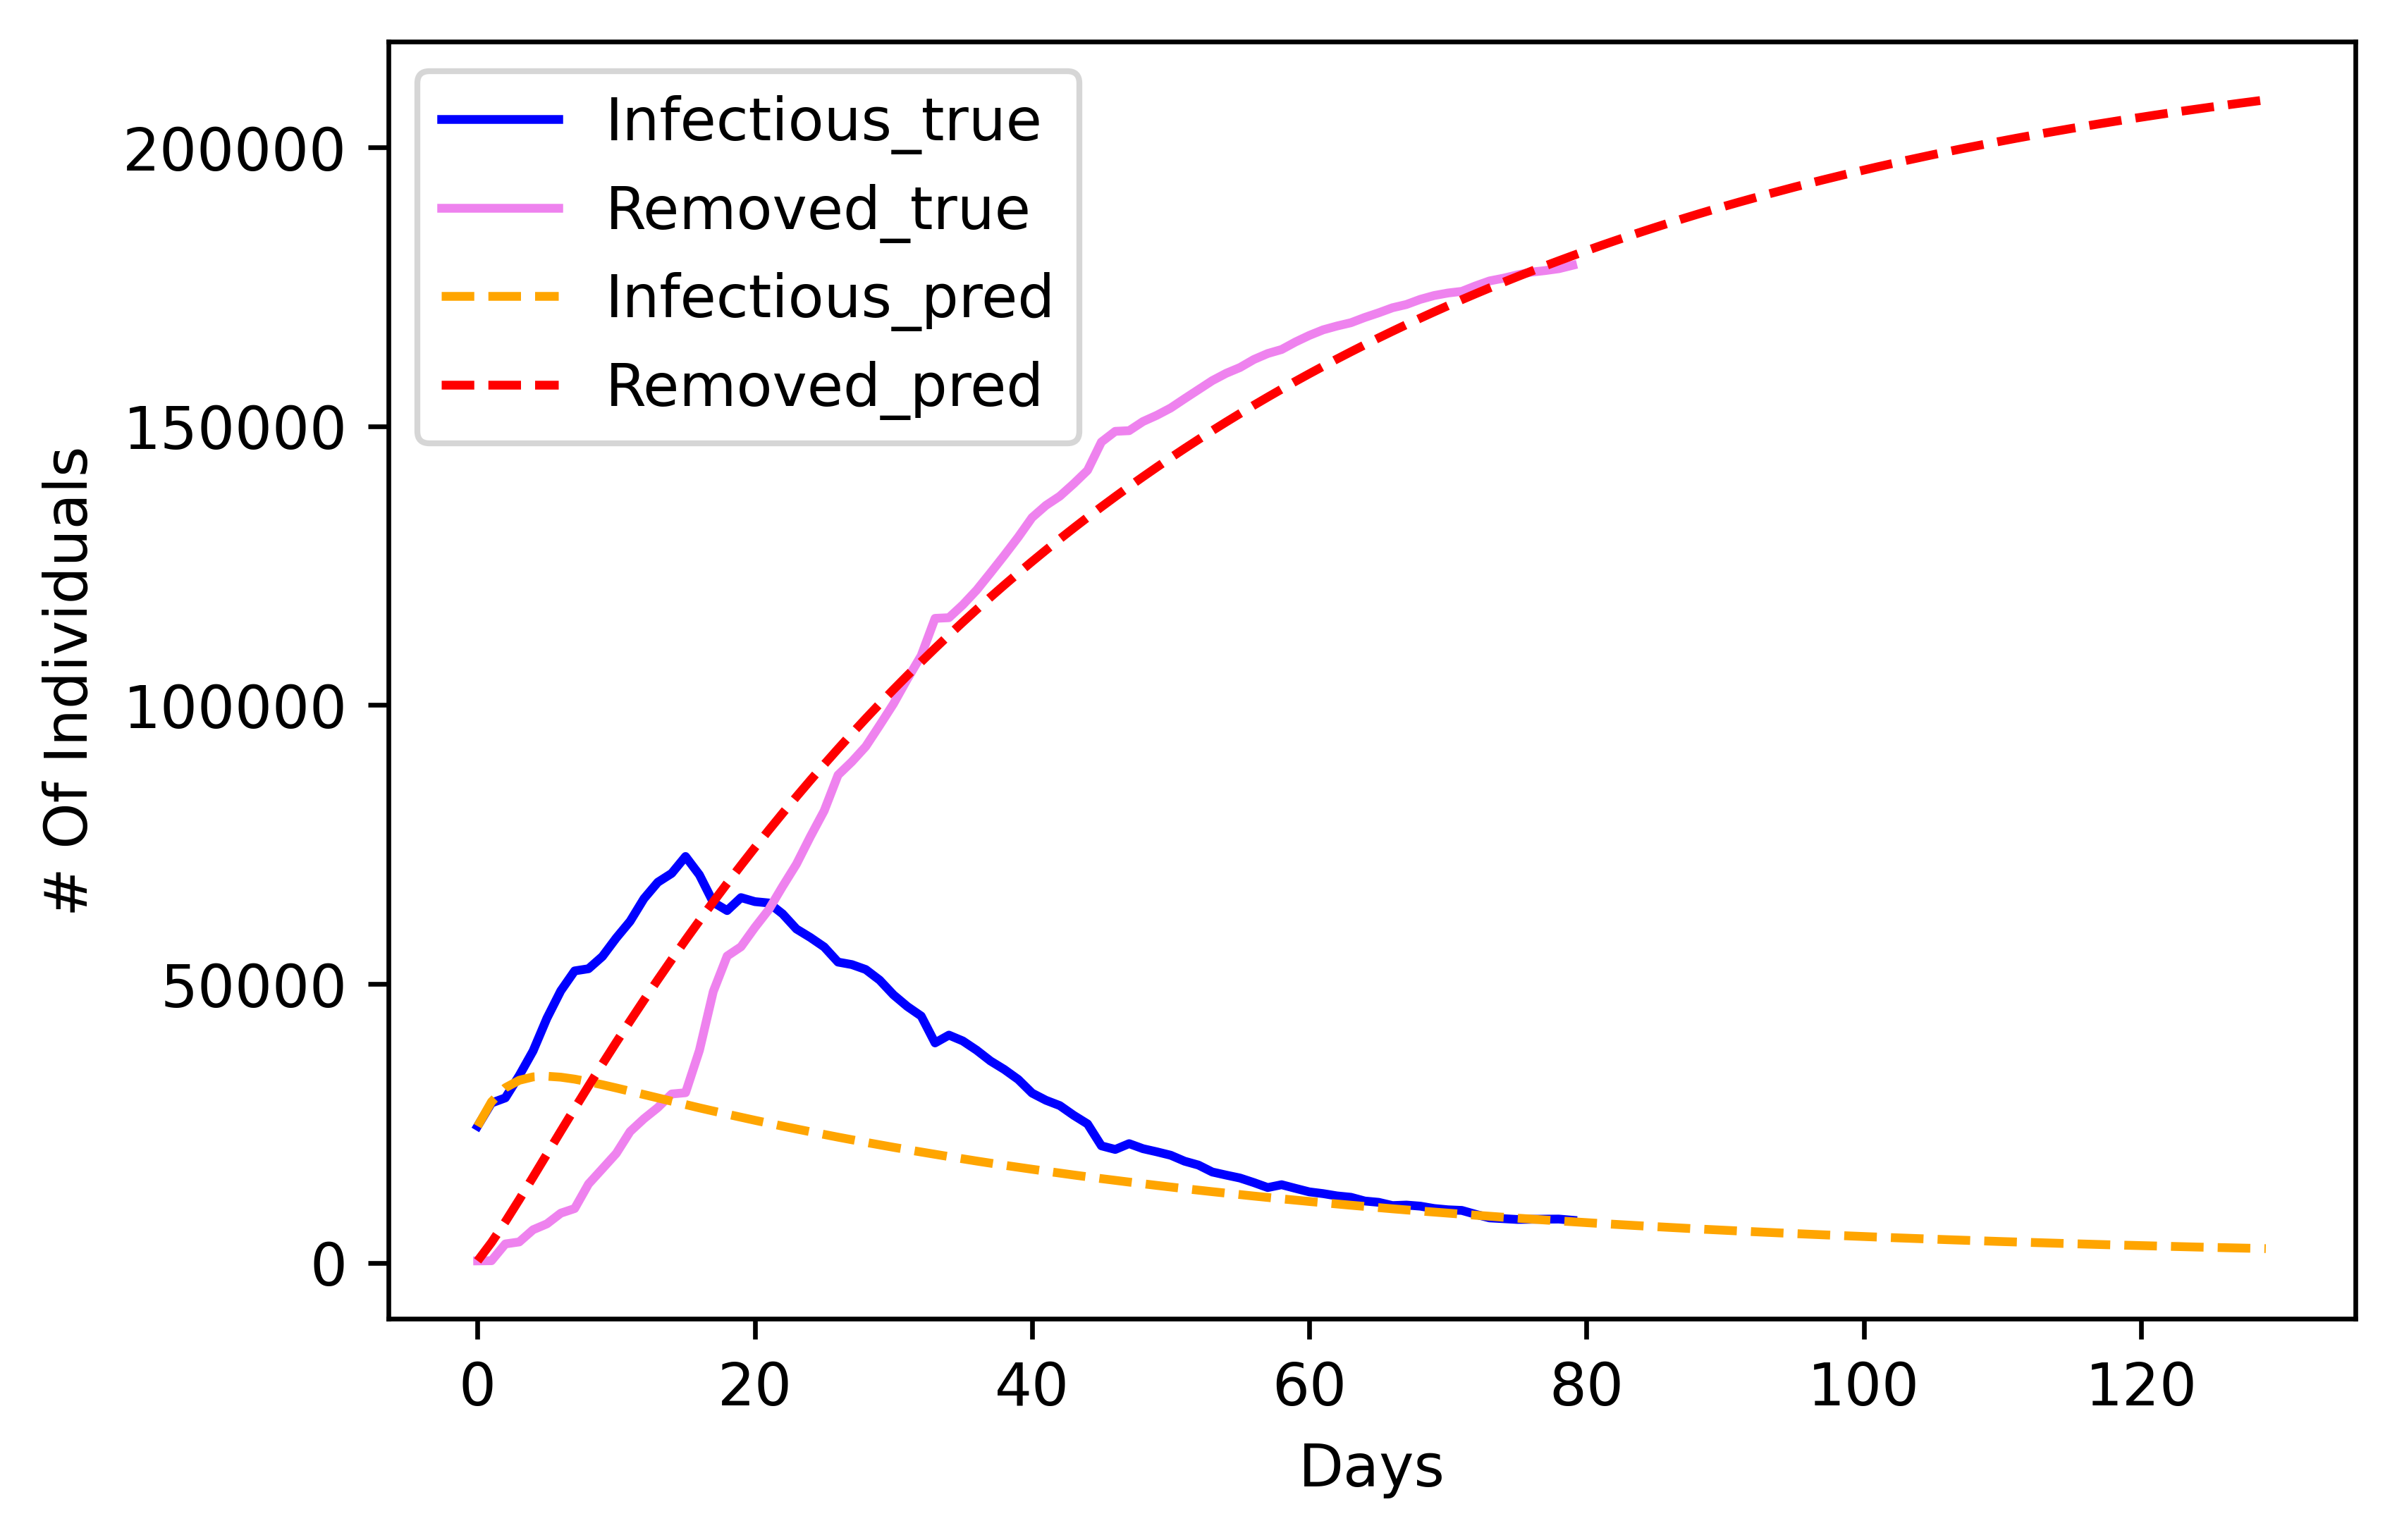 Infectious_true
Removed_true
Infectious_pred
Removed_pred
200000
150000
100000
50000
0
# Of Individuals
0 20 40 60 80 100 120
Days